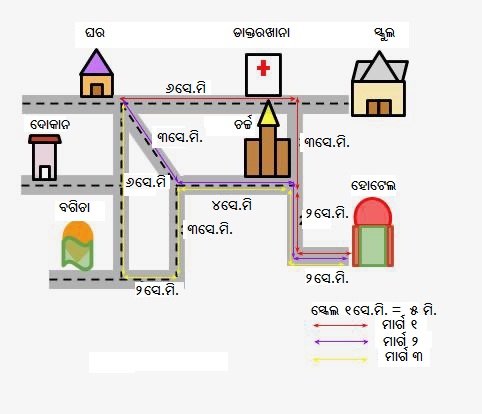 ଘର
ଡାକ୍ତରଖାନା
ସ୍କୁଲ
୬ସେ.ମି
ଦୋକାନ
୩ସେ.ମି.
ଚର୍ଚ୍ଚ
୩ସେ.ମି.
୬ସେ.ମି
ହୋଟେଲ
ବଗିଚା
୪ସେ.ମି
୨ସେ.ମି.
୩ସେ.ମି.
୨ସେ.ମି.
୨ସେ.ମି.
ସ୍କେଲ ୧ସେ.ମି. = ୫ ମି.
ମାର୍ଗ ୧
ମାର୍ଗ ୨
ମାର୍ଗ ୩